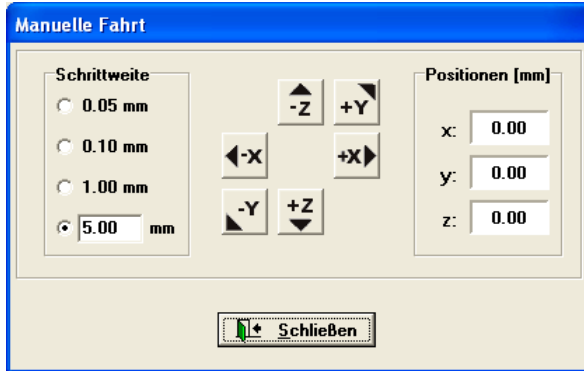 Manuelle Fahrt
Schrittweite
0.05 mm
0.10 mm
1.00 mm
5.00 mm
-Z +Y
-X +X
-Y +Z
Positionen [mm]
x: 0.00
y: 0.00
z: 0.00
Schließen